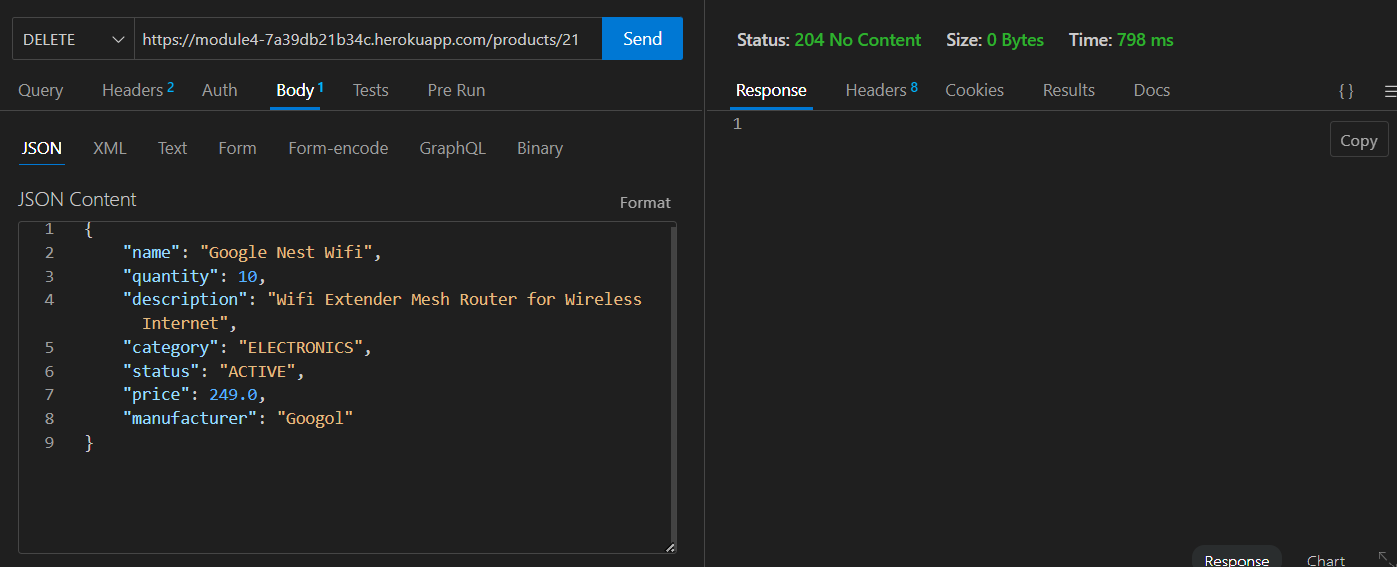 DELETE https://module4-7a39db21b34c.herokuapp.com/products/21 Send
Query Headers 2 Auth Body 1 Tests Pre Run
JSON XML Text Form Form-encode GraphQL Binary
JSON Content
Format
1 {
2 "name": "Google Nest Wifi",
3 "quantity": 10,
4 "description": "Wifi Extender Mesh Router for Wireless
Internet",
5 "category": "ELECTRONICS",
6 "status": "ACTIVE",
7 "price": 249.0,
8 "manufacturer": "Googol"
9 }
Status: 204 No Content Size: 0 Bytes Time: 798 ms
Response Headers 8 Cookies Results Docs { }
1
Copy
Response Chart